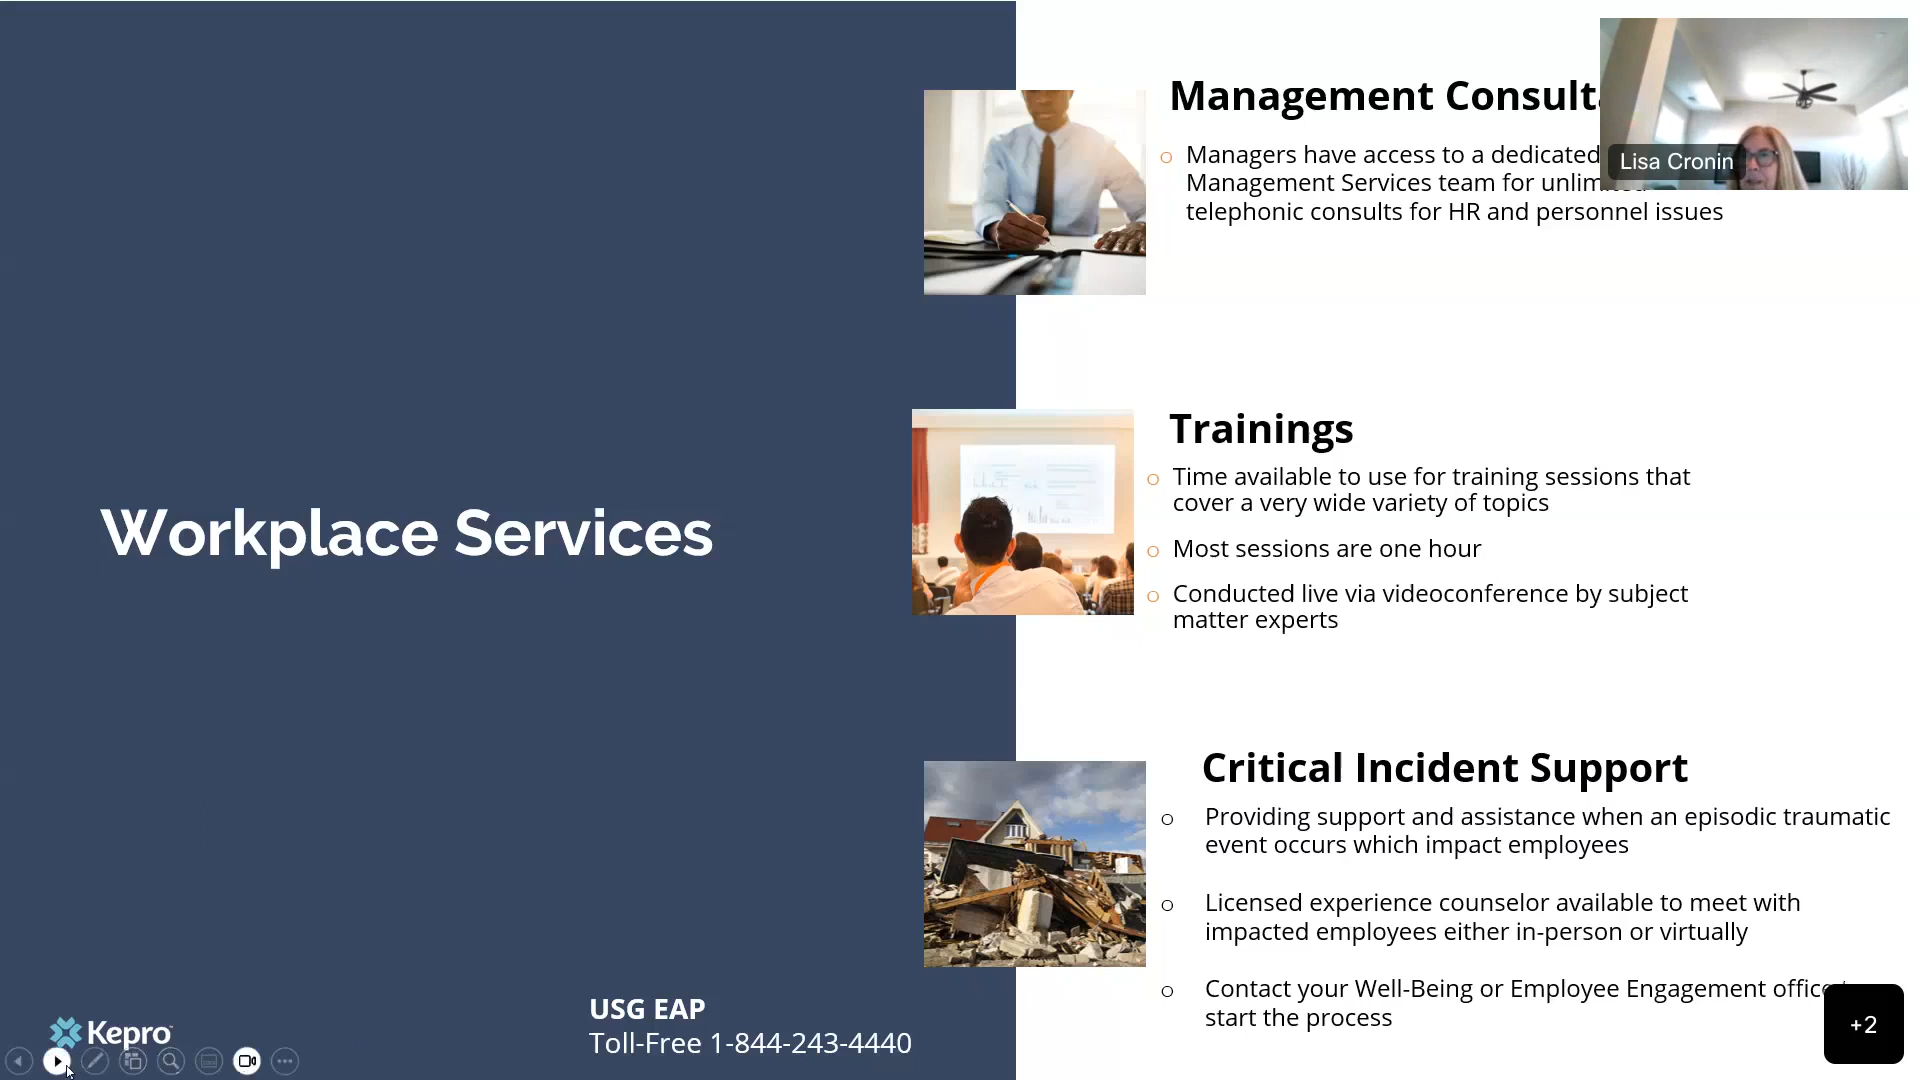 Management Consult
Managers have access to a dedicated
Management Services team for unlimited
telephonic consults for HR and personnel issues
Lisa Cronin
Trainings
Time available to use for training sessions that
cover a very wide variety of topics
Most sessions are one hour
Conducted live via videoconference by subject
matter experts
Workplace Services
Critical Incident Support
Providing support and assistance when an episodic traumatic
event occurs which impact employees
Licensed experience counselor available to meet with
impacted employees either in-person or virtually
Contact your Well-Being or Employee Engagement office
start the process
USG EAP
Toll-Free 1-844-243-4440
Kepro
+2